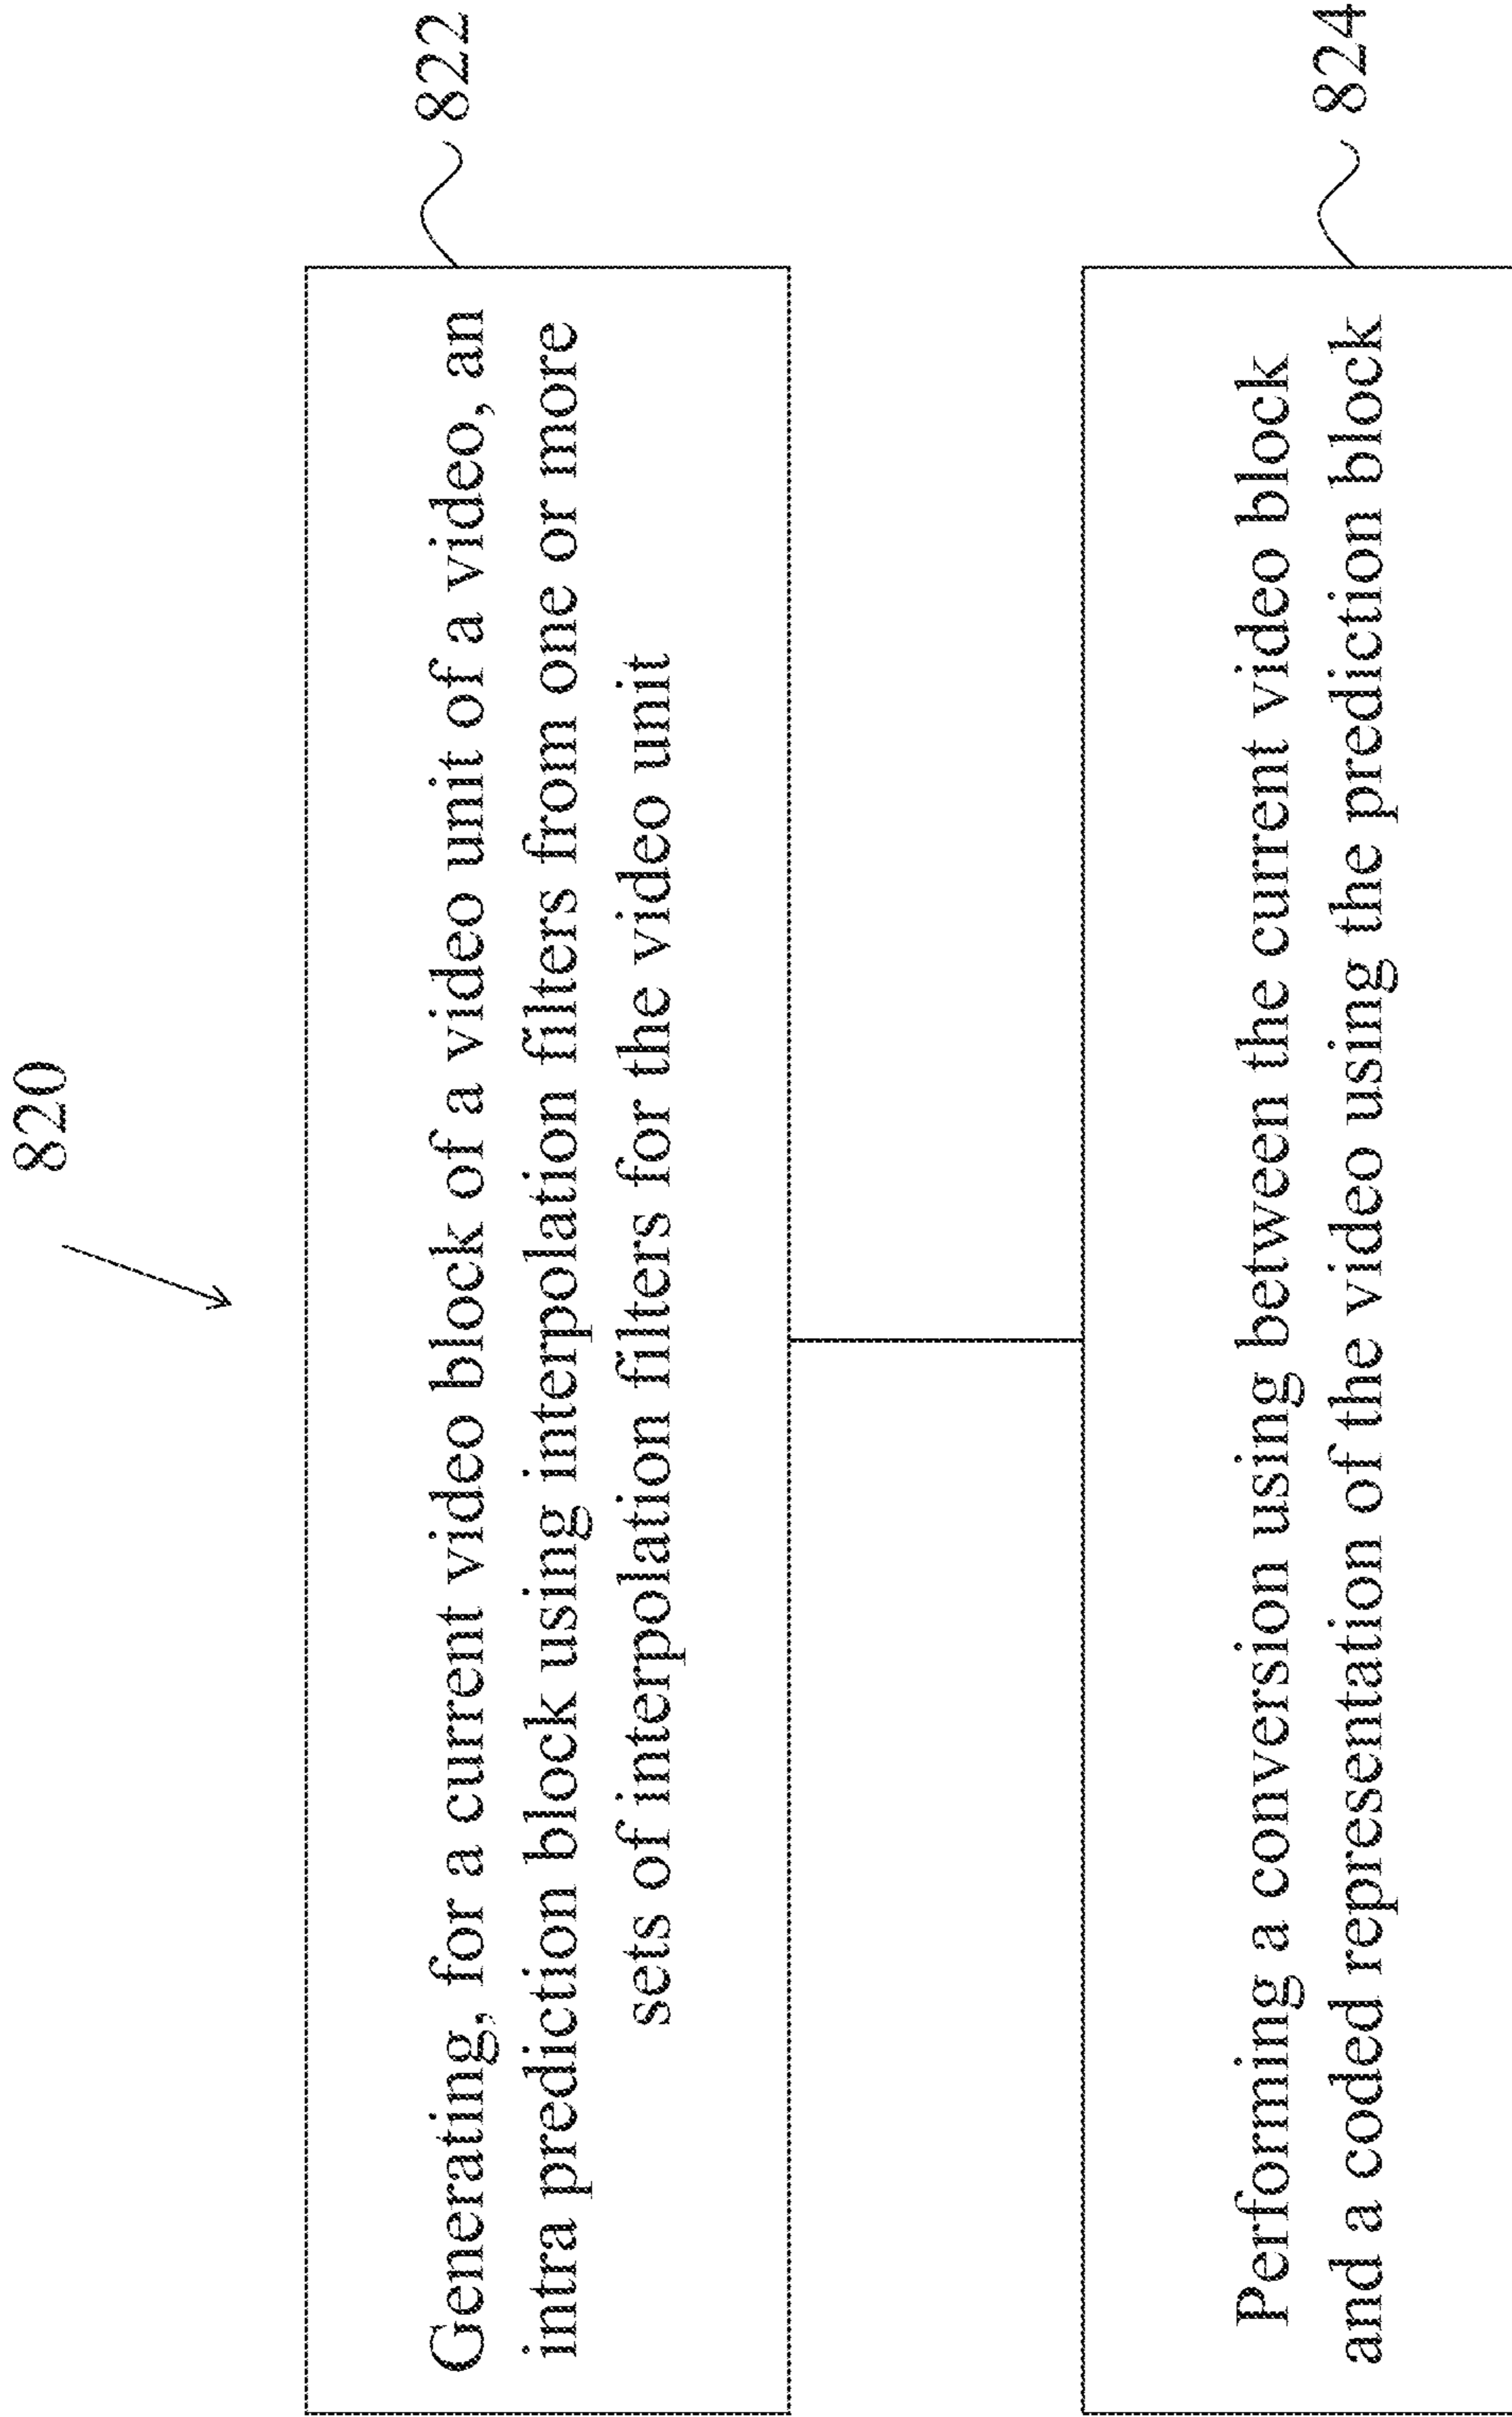 820
Generating, for a current video block of a video unit of a video, an
intra prediction block using interpolation filters from one or more
sets of interpolation filters for the video unit
822
Performing a conversion using between the current video block
and a coded representation of the video using the prediction block
824